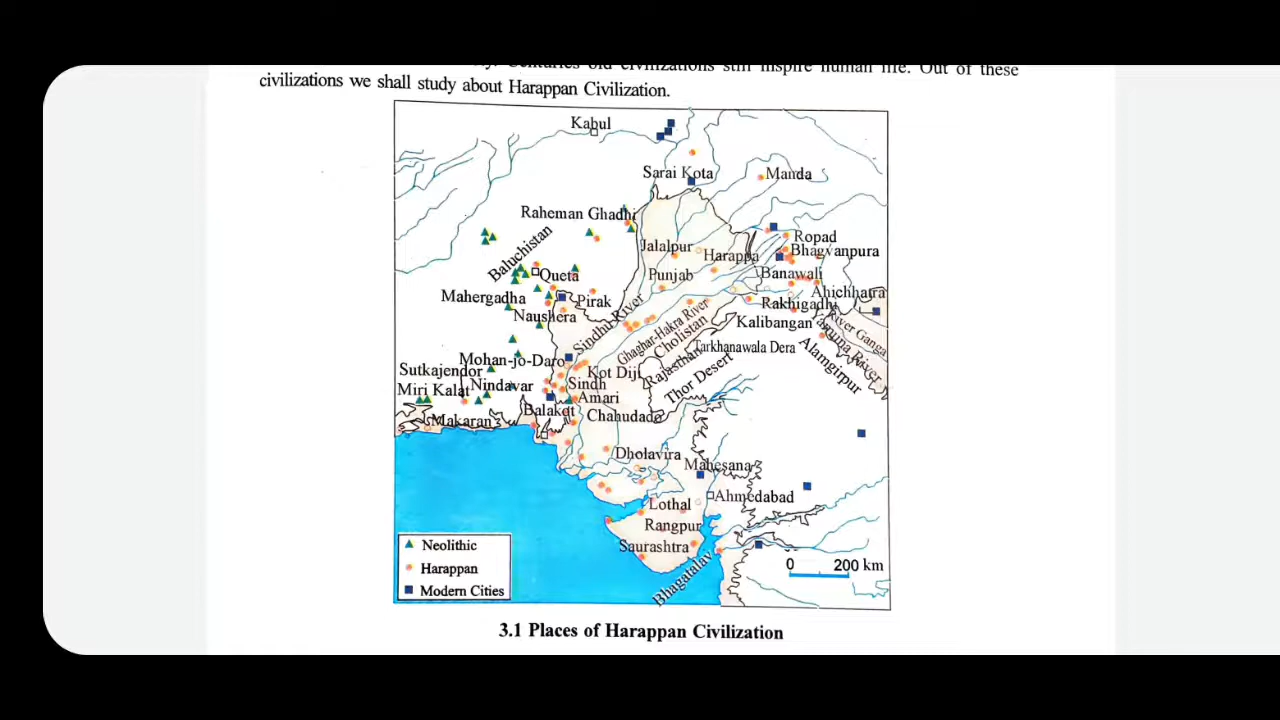 civilizations we shall study about Harappan Civilization.
Kabul
Sarai Kota
Manda
Raheman Ghadhi
Ropad
Jalalpur
Harappa
Bhagvanpura
Baluchistan
Queta
Punjab
Banawali
Mahergadha
Pirak
Ahichhatra
Rakhigadhi
Naushera
Sindhu River
Ghaghar-Hakra River
Cholistan
Kalibangan
Yamuna River
River Ganga
Tarkhanawala Dera
Alamgtirpur
Mohan-jo-Daro
Rajasthan
Sutkajendor
Kot Diji
Thor Desert
Miri Kalat
Nindavar
Sindh
Amari
Balakot
Chahudado
Makaran
Dholavira
Mahesana
Ahmedabad
Lothal
Rangpur
Saurashtra
Bhagatalav
Neolithic
Harappan
Modern Cities
0 200 km
3.1 Places of Harappan Civilization